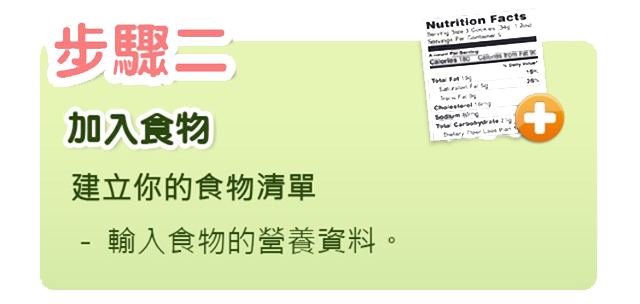 步驟二
加入食物
建立你的食物清單
- 輸入食物的營養資料。
Nutrition Facts
Serving Size 3 Cookies (34g / 1.2oz)
Servings Per Container
Amount Per Serving
Calories 180 Calories from Fat 90
% Daily Value*
Total Fat 10g 15%
Saturated Fat 5g 25%
Trans Fat 0g
Cholesterol 10mg
Sodium 80mg
Total Carbohydrate 21g
Dietary Fiber Less than